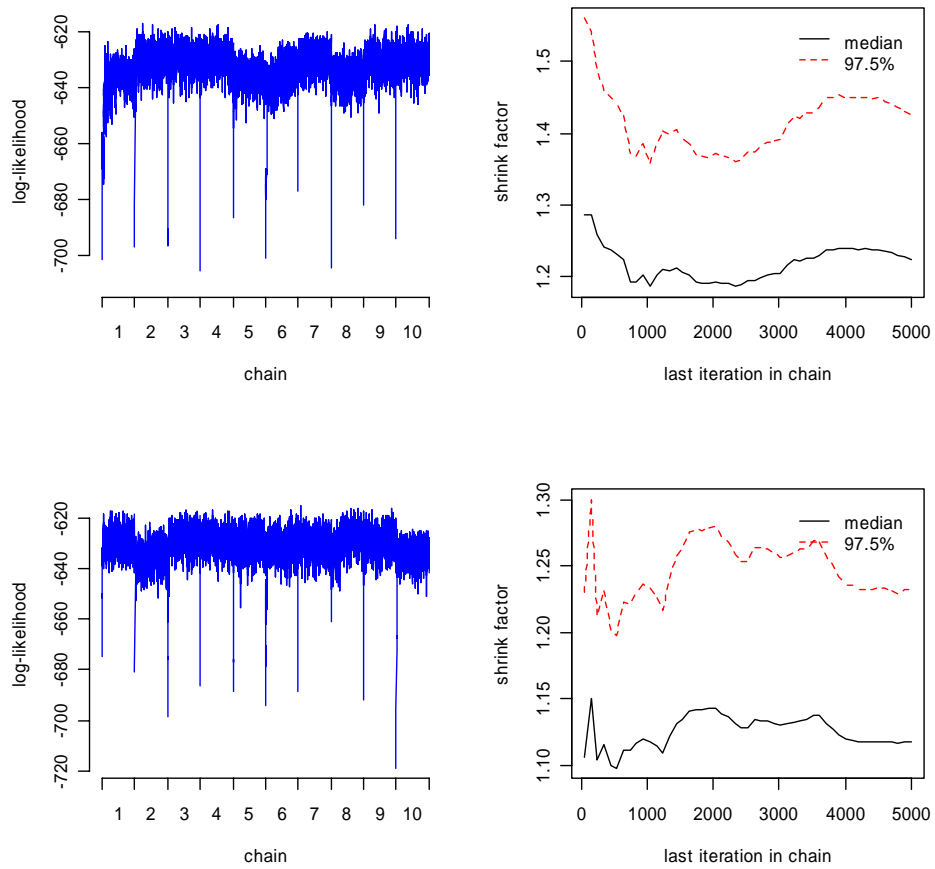 log-likelihood
-620
-640
-660
-680
-700
1 2 3 4 5 6 7 8 9 10
chain
shrink factor
1.5
1.4
1.3
1.2
median
97.5%
0 1000 2000 3000 4000 5000
last iteration in chain
log-likelihood
-620
-640
-660
-680
-700
-720
1 2 3 4 5 6 7 8 9 10
chain
shrink factor
1.30
1.25
1.20
1.15
1.10
median
97.5%
0 1000 2000 3000 4000 5000
last iteration in chain